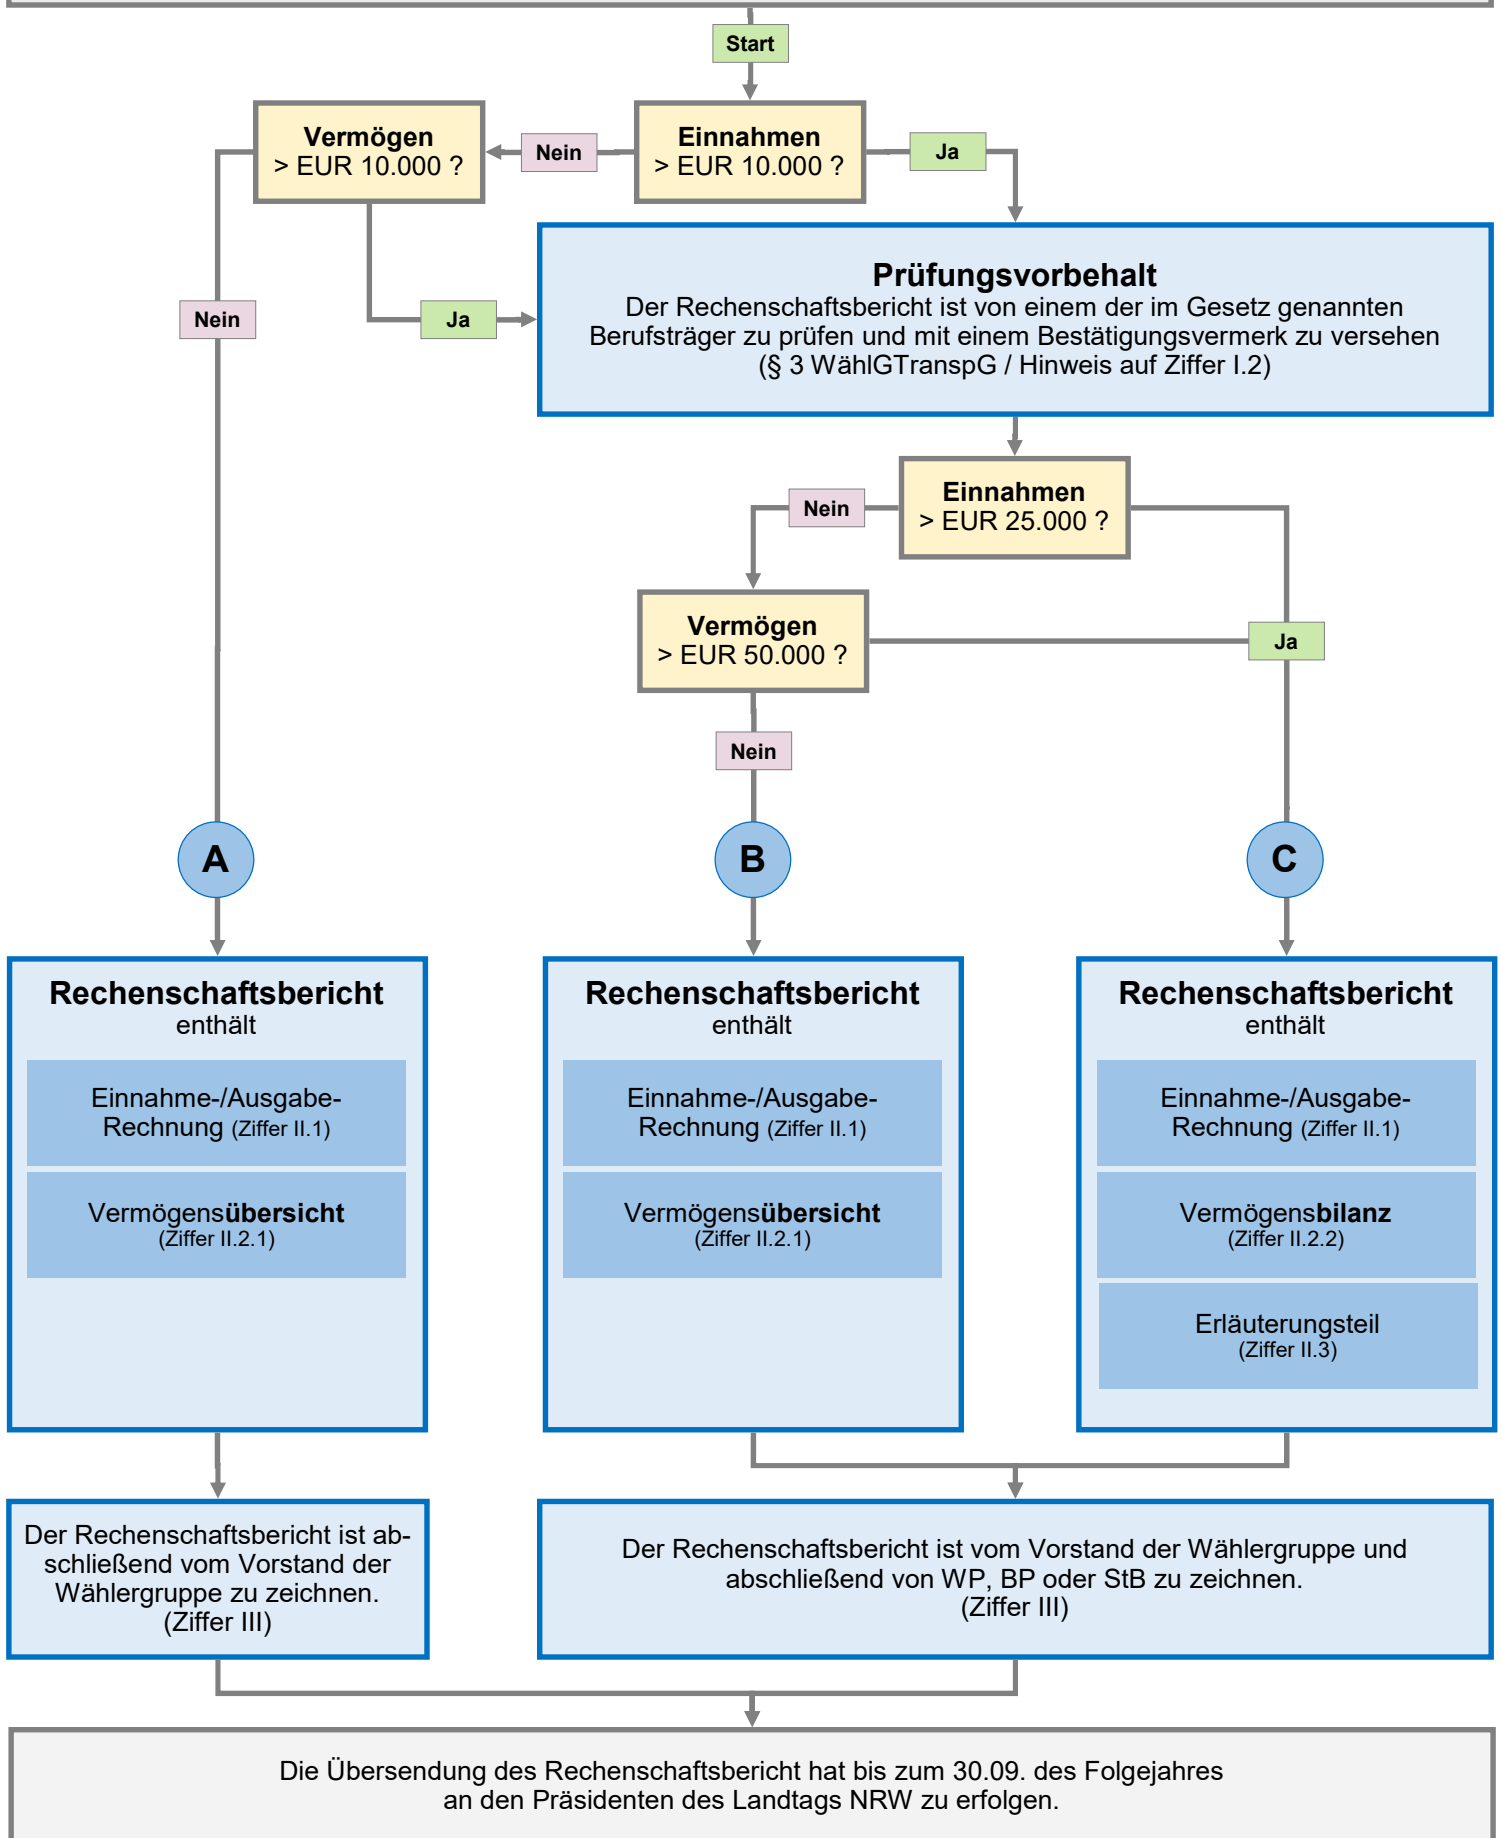 Start
Vermögen
> EUR 10.000 ?
Nein
Einnahmen
> EUR 10.000 ?
Ja
Nein
Ja
Prüfungsvorbehalt
Der Rechenschaftsbericht ist von einem der im Gesetz genannten
Berufsträger zu prüfen und mit einem Bestätigungsvermerk zu versehen
(§ 3 WählGTranspG / Hinweis auf Ziffer I.2)
Nein
Einnahmen
> EUR 25.000 ?
Vermögen
> EUR 50.000 ?
Ja
Nein
A
B
C
Rechenschaftsbericht
enthält
Einnahme-/Ausgabe-
Rechnung (Ziffer II.1)
Vermögensübersicht
(Ziffer II.2.1)
Rechenschaftsbericht
enthält
Einnahme-/Ausgabe-
Rechnung (Ziffer II.1)
Vermögensübersicht
(Ziffer II.2.1)
Rechenschaftsbericht
enthält
Einnahme-/Ausgabe-
Rechnung (Ziffer II.1)
Vermögensbilanz
(Ziffer II.2.2)
Erläuterungsteil
(Ziffer II.3)
Der Rechenschaftsbericht ist ab-
schließend vom Vorstand der
Wählergruppe zu zeichnen.
(Ziffer III)
Der Rechenschaftsbericht ist vom Vorstand der Wählergruppe und
abschließend von WP, BP oder StB zu zeichnen.
(Ziffer III)
Die Übersendung des Rechenschaftsbericht hat bis zum 30.09. des Folgejahres
an den Präsidenten des Landtags NRW zu erfolgen.